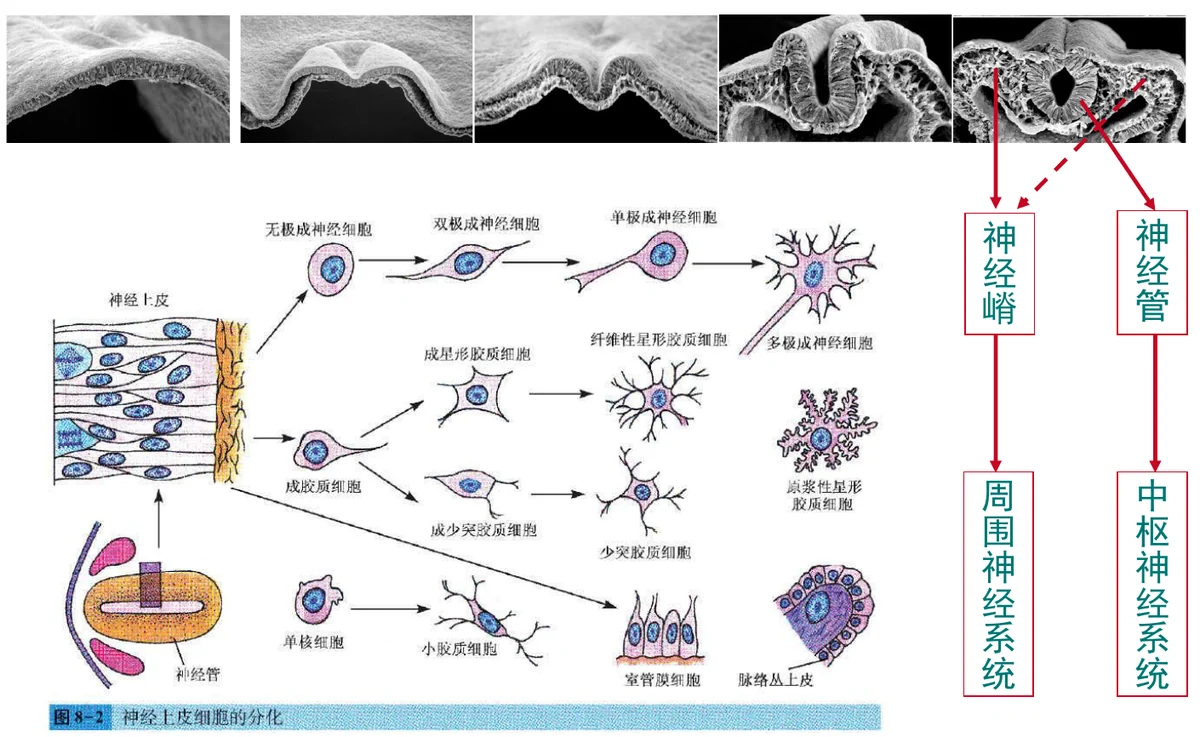 无极成神经细胞
双极成神经细胞
单极成神经细胞
多极成神经细胞
神经上皮
成星形胶质细胞
纤维性星形胶质细胞
原浆性星形
胶质细胞
成胶质细胞
成少突胶质细胞
少突胶质细胞
神经管
单核细胞
小胶质细胞
室管膜细胞
脉络丛上皮
图8-2 神经上皮细胞的分化
神经嵴
神经管
周围神经系统
中枢神经系统